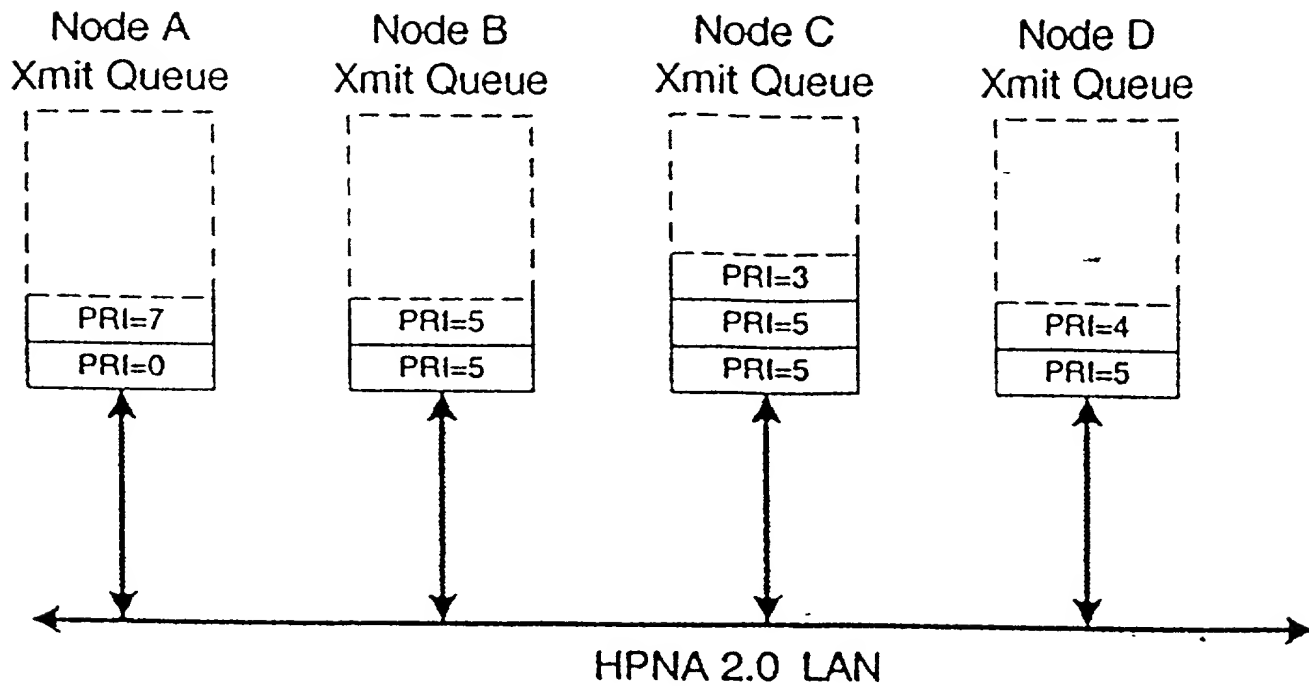 Node A
Xmit Queue
PRI=7
PRI=0
Node B
Xmit Queue
PRI=5
PRI=5
Node C
Xmit Queue
PRI=3
PRI=5
PRI=5
Node D
Xmit Queue
PRI=4
PRI=5
HPNA 2.0 LAN